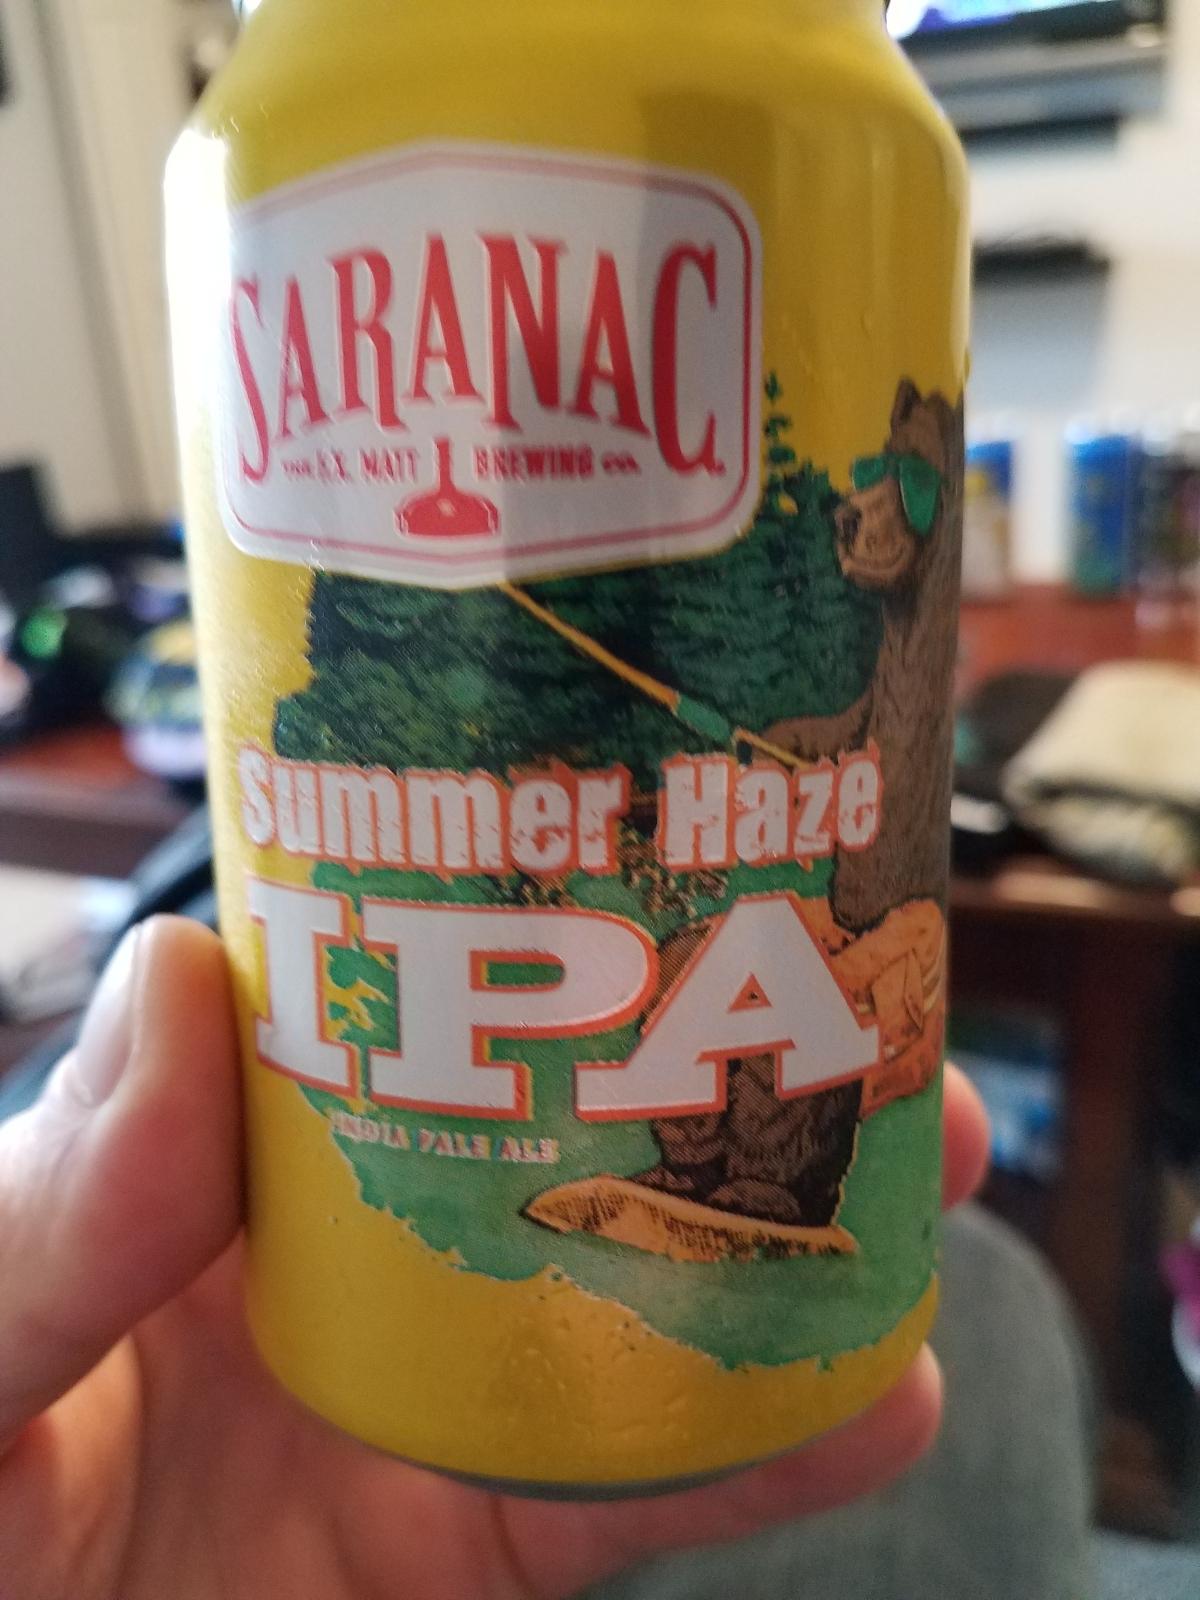 SARANAC
THE F.X. MATT BREWING CO.
Summer Haze
IPA
INDIA PALE ALE